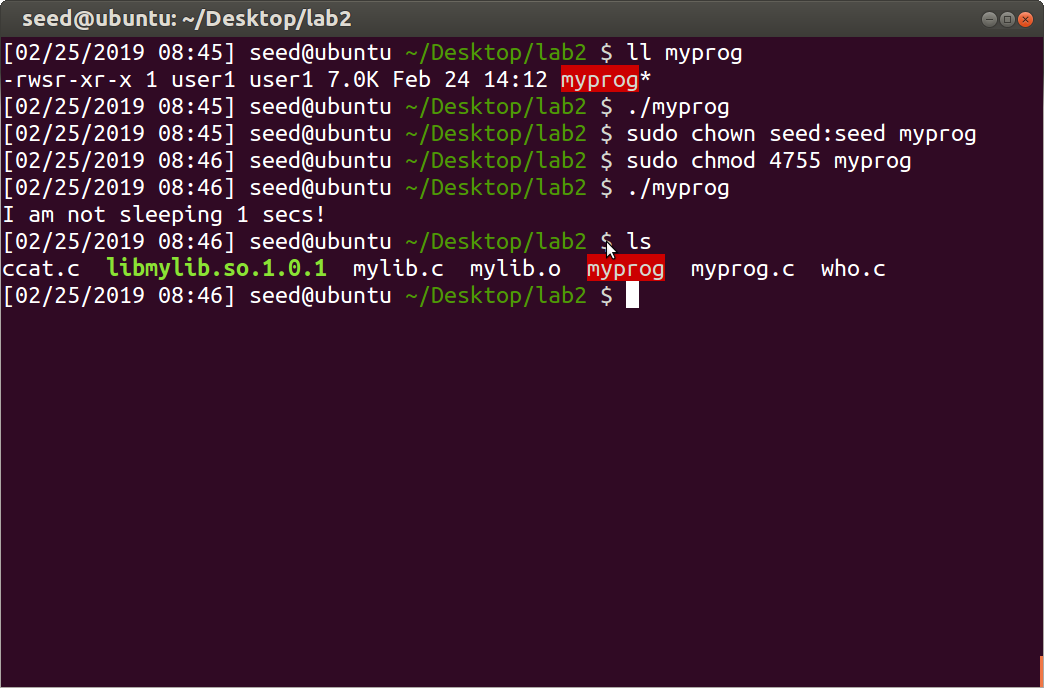 seed@ubuntu: ~/Desktop/lab2
[02/25/2019 08:45] seed@ubuntu ~/Desktop/lab2 $ ll myprog
-rwsr-xr-x 1 user1 user1 7.0K Feb 24 14:12 myprog*
[02/25/2019 08:45] seed@ubuntu ~/Desktop/lab2 $ ./myprog
[02/25/2019 08:45] seed@ubuntu ~/Desktop/lab2 $ sudo chown seed:seed myprog
[02/25/2019 08:46] seed@ubuntu ~/Desktop/lab2 $ sudo chmod 4755 myprog
[02/25/2019 08:46] seed@ubuntu ~/Desktop/lab2 $ ./myprog
I am not sleeping 1 secs!
[02/25/2019 08:46] seed@ubuntu ~/Desktop/lab2 $ ls
ccat.c  libmylib.so.1.0.1  mylib.c  mylib.o  myprog  myprog.c  who.c
[02/25/2019 08:46] seed@ubuntu ~/Desktop/lab2 $